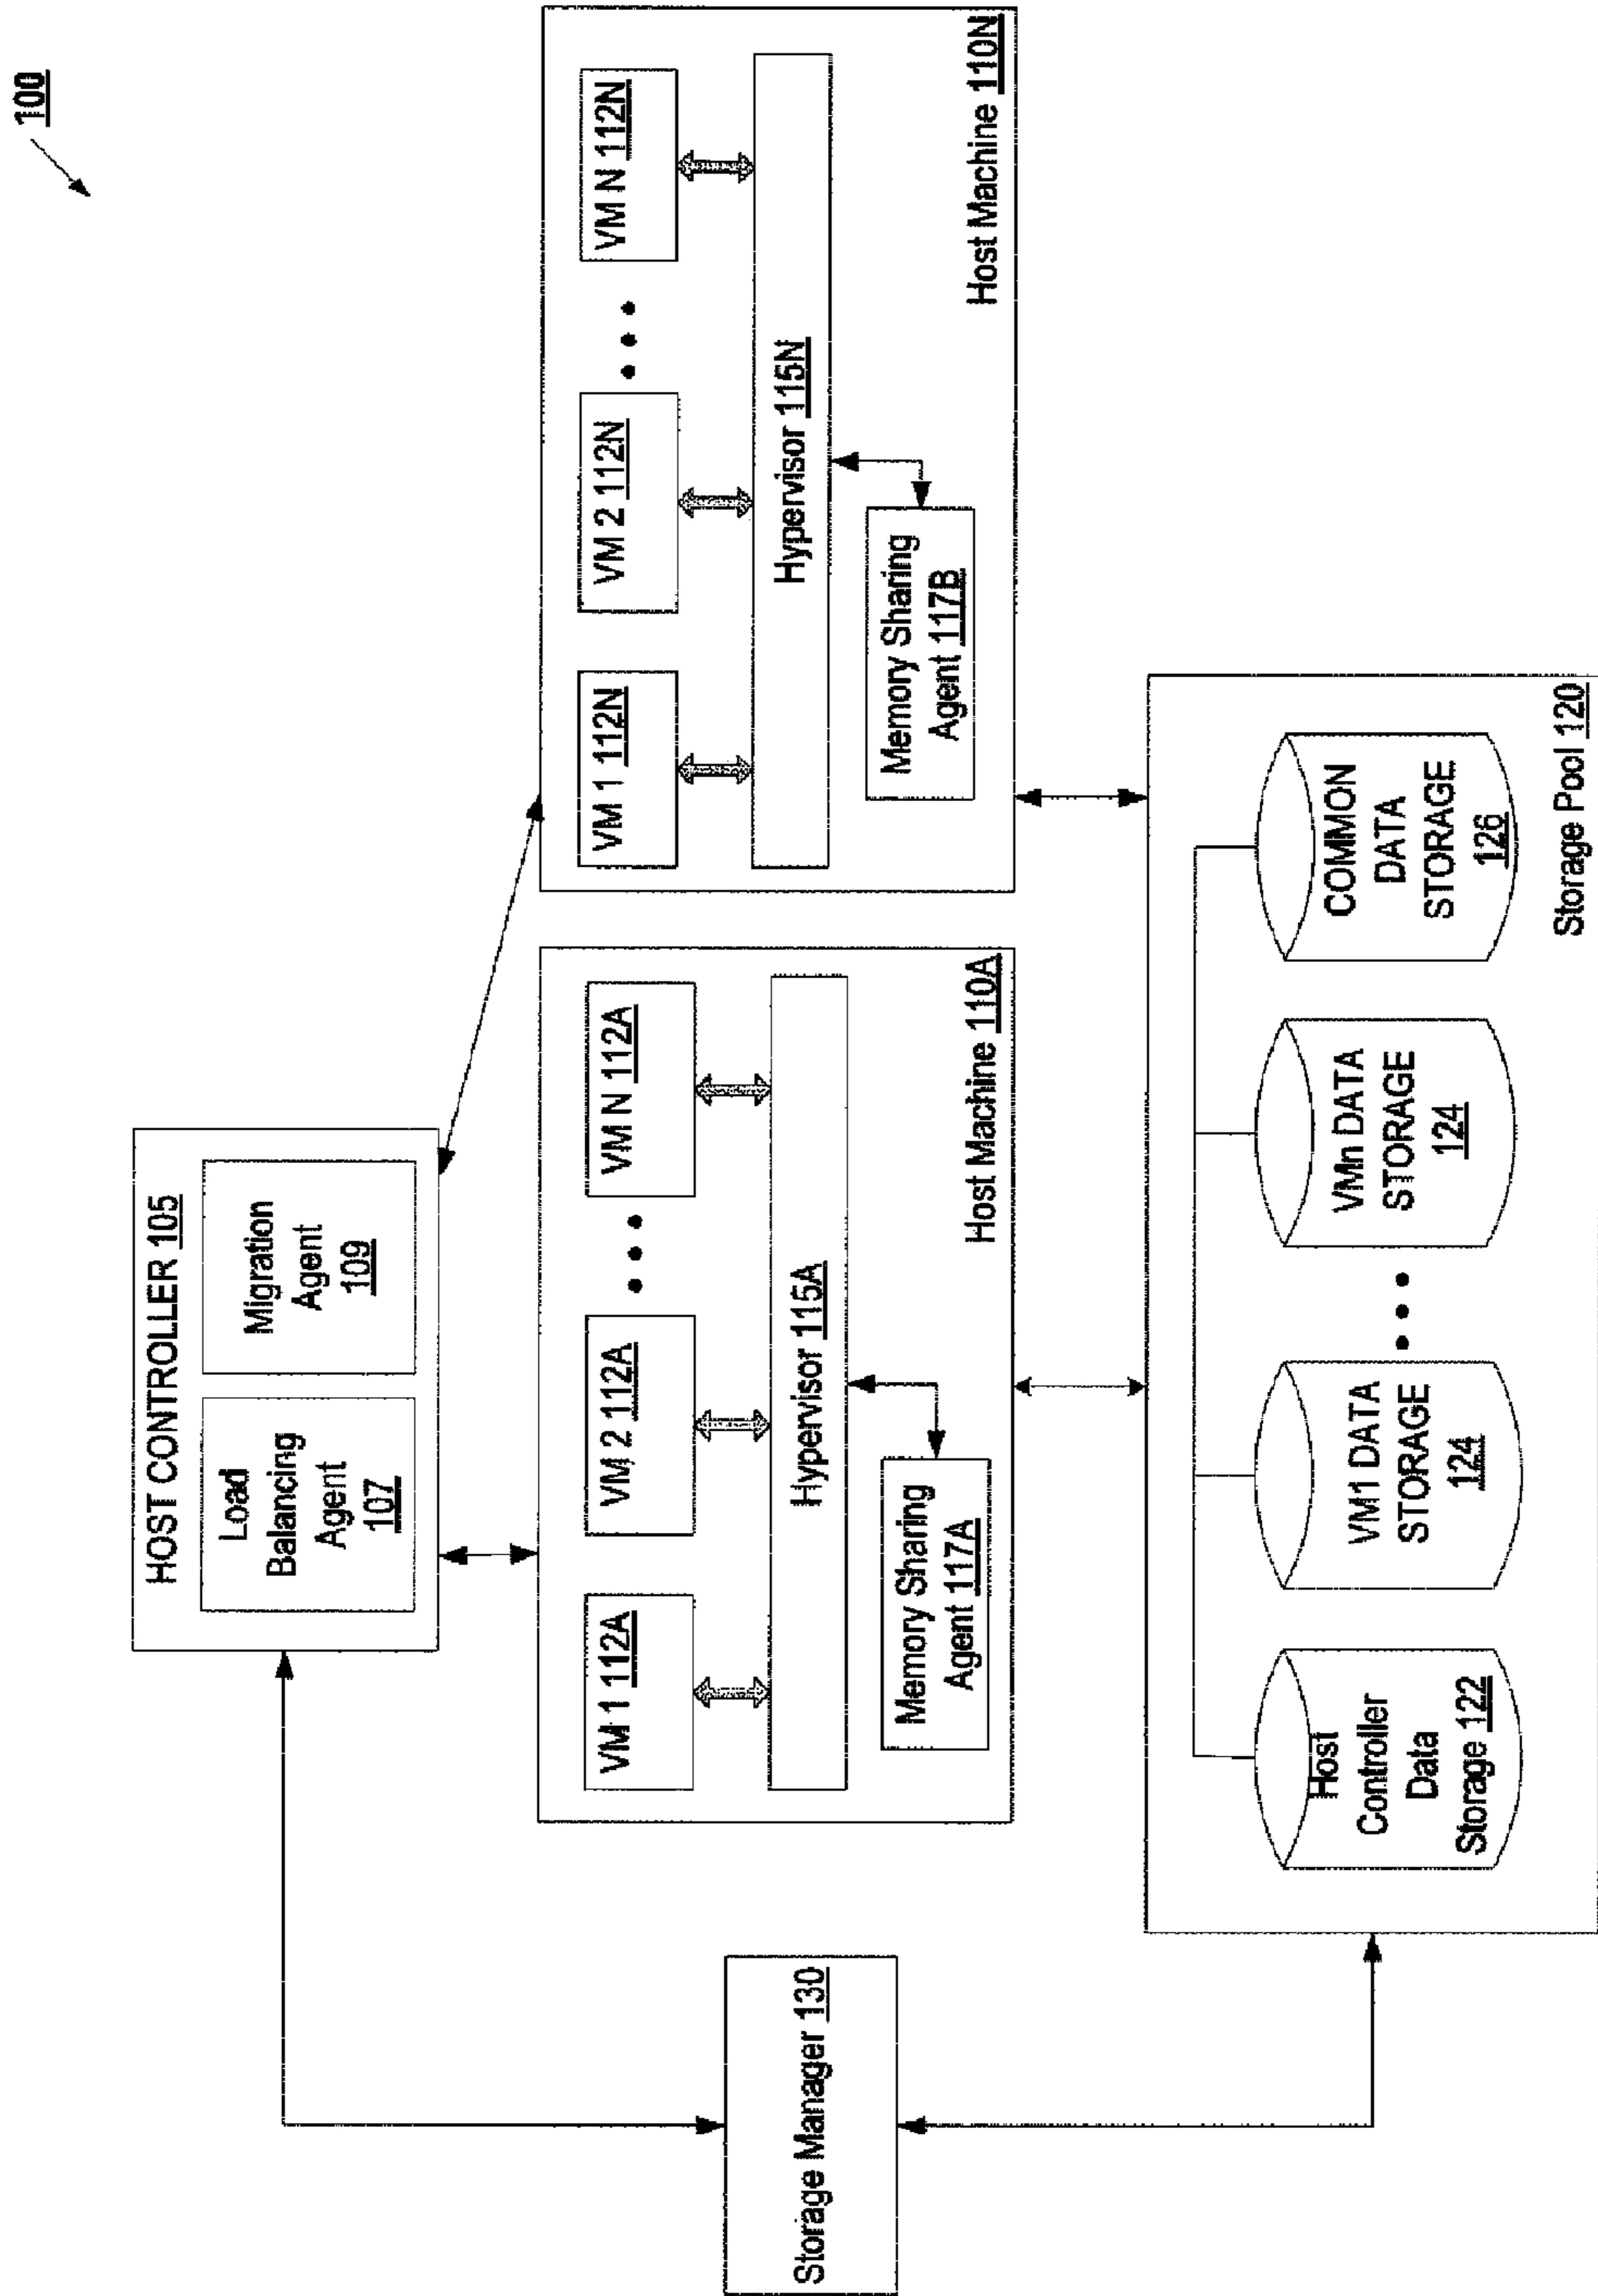 100
HOST CONTROLLER 105
Load
Balancing
Agent
107
Migration
Agent
109
VM 1 112A
VM 2 112A
VM N 112A
Hypervisor 115A
Memory Sharing
Agent 117A
Host Machine 110A
VM 1 112N
VM 2 112N
VM N 112N
Hypervisor 115N
Memory Sharing
Agent 117B
Host Machine 110N
Storage Manager 130
Host
Controller
Data
Storage 122
VM1 DATA
STORAGE
124
VMn DATA
STORAGE
124
COMMON
DATA
STORAGE
126
Storage Pool 120